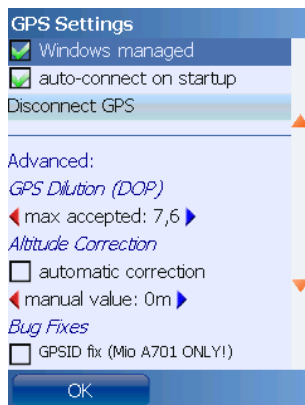 GPS Settings
Windows managed
auto-connect on startup
Disconnect GPS
Advanced:
GPS Dilution (DOP)
max accepted: 7,6
Altitude Correction
automatic correction
manual value: 0m
Bug Fixes
GPSID fix (Mio A701 ONLY!)
OK